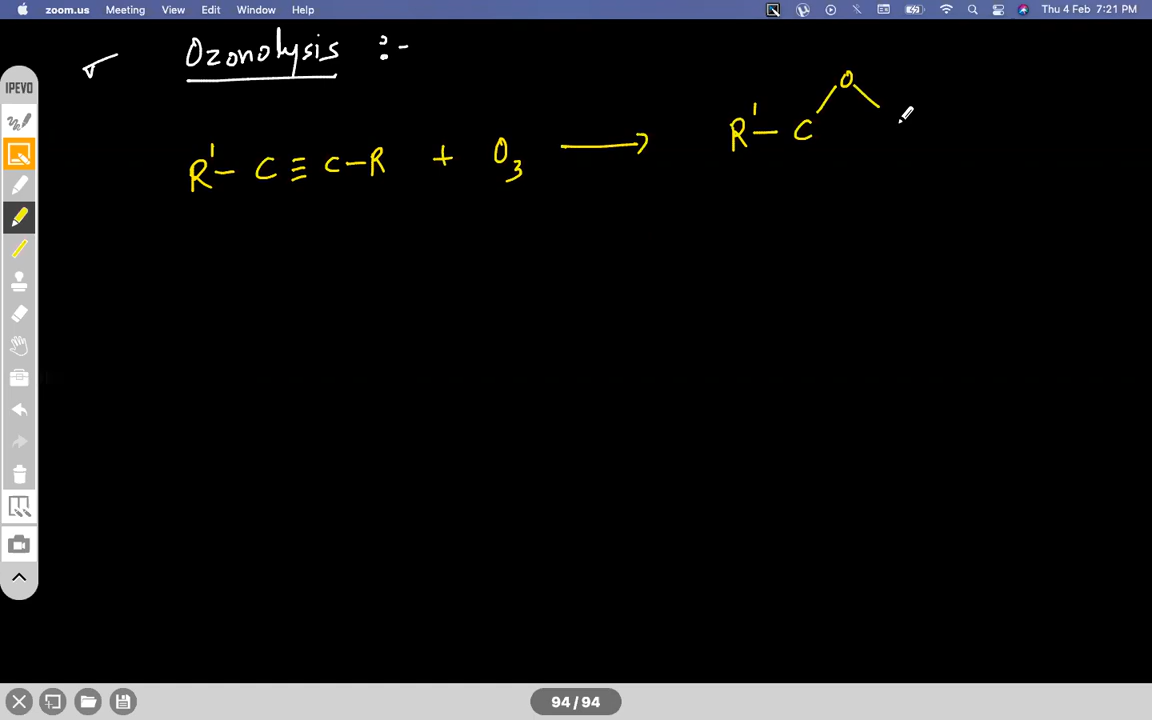 zoom.us Meeting View Edit Window Help Thu 4 Feb 7:21 PM
IPEVO
Ozonolysis :-
R' - C ≡ C - R + O3 → R' - C O
94 / 94